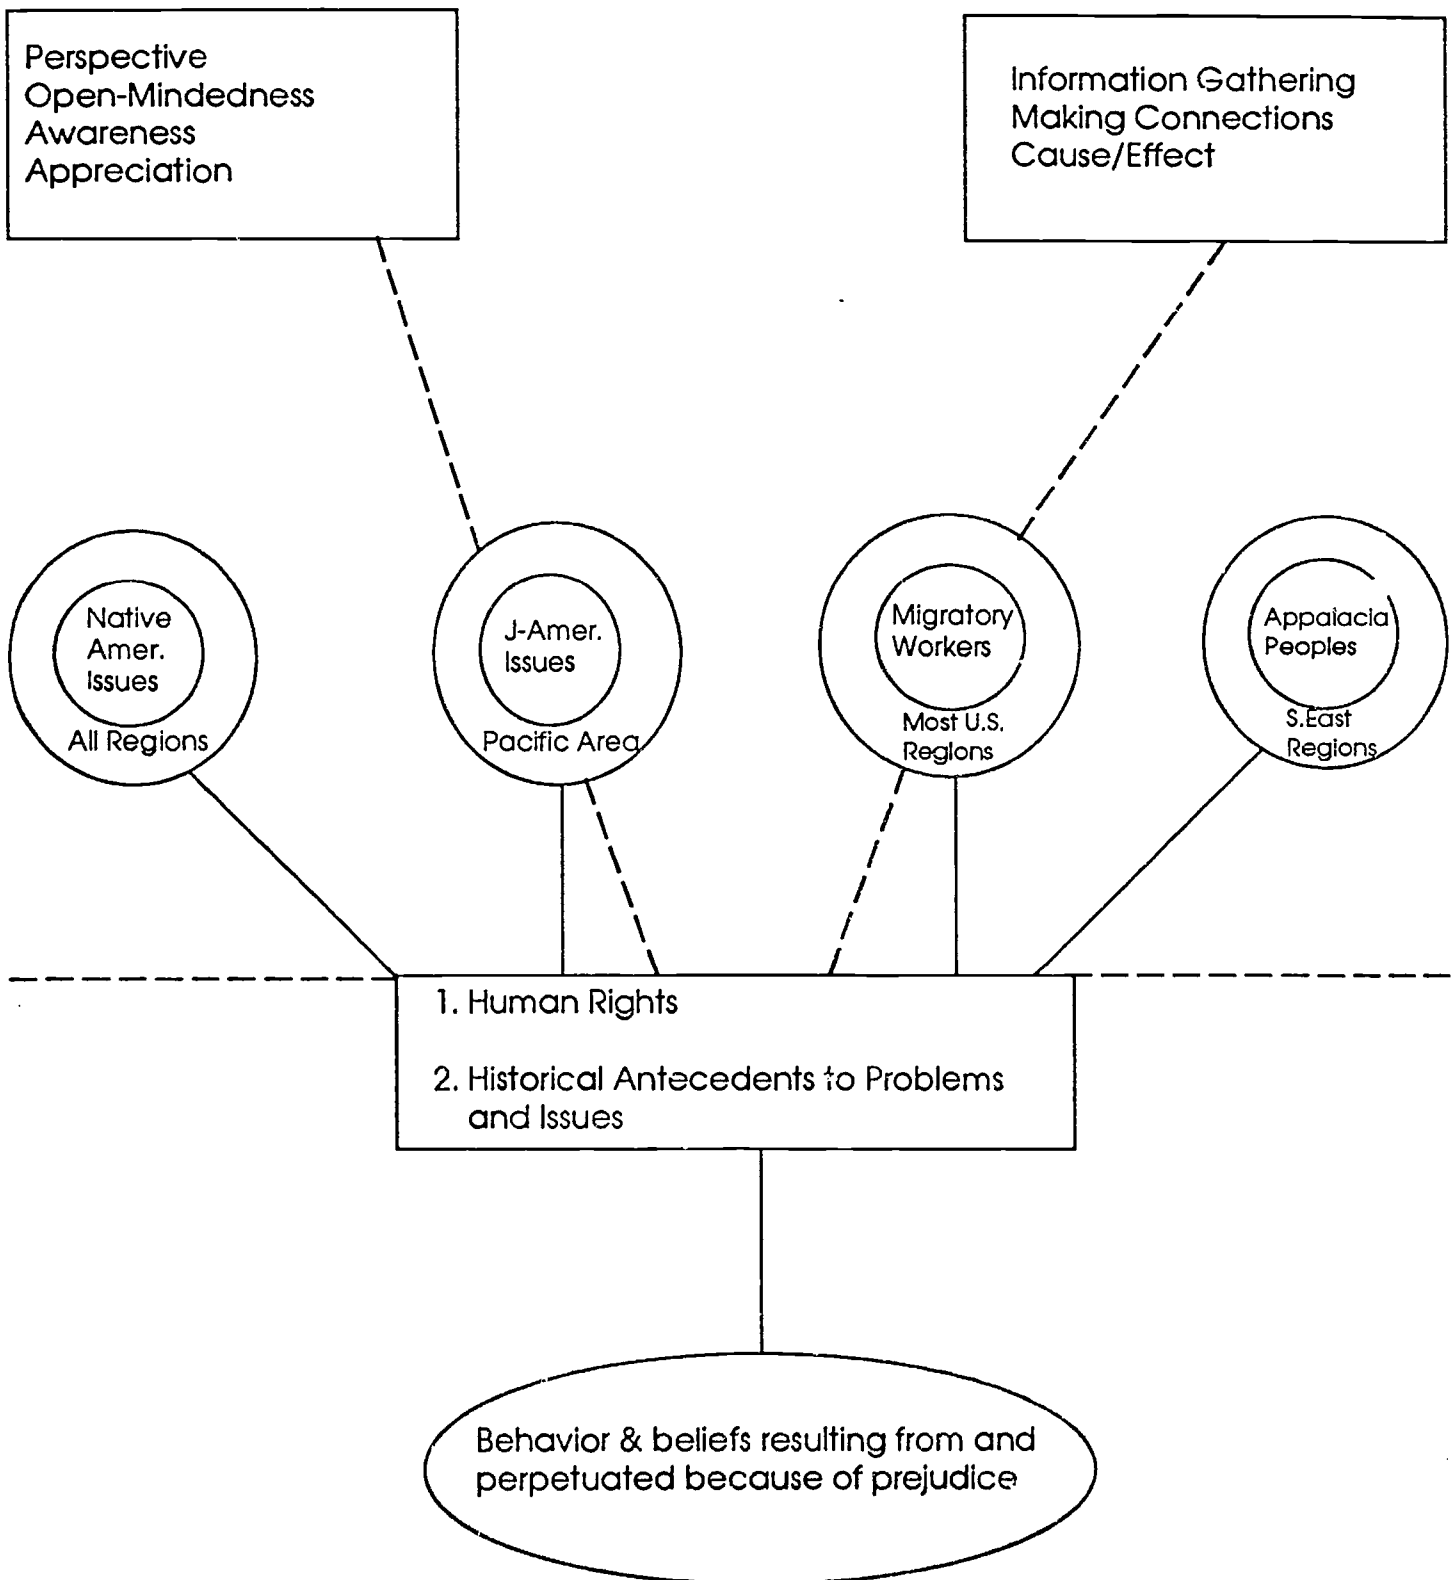 Perspective
Open-Mindedness
Awareness
Appreciation
Information Gathering
Making Connections
Cause/Effect
Native
Amer.
Issues
All Regions
J-Amer.
Issues
Pacific Area
Migratory
Workers
Most U.S.
Regions
Appalacia
Peoples
S.East
Regions
1. Human Rights
2. Historical Antecedents to Problems
and Issues
Behavior & beliefs resulting from and
perpetuated because of prejudice